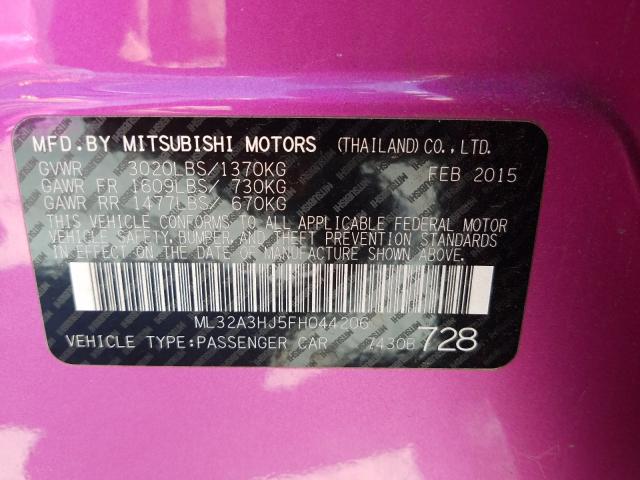 MFD.BY MITSUBISHI MOTORS (THAILAND) CO.,LTD.
GVWR 3020LBS/1370KG FEB 2015
GAWR FR 1609LBS/ 730KG
GAWR RR 1477LBS/ 670KG
THIS VEHICLE CONFORMS TO ALL APPLICABLE FEDERAL MOTOR
VEHICLE SAFETY, BUMPER, AND THEFT PREVENTION STANDARDS
IN EFFECT ON THE DATE OF MANUFACTURE SHOWN ABOVE.
ML32A3HJ5FH044206
VEHICLE TYPE:PASSENGER CAR 7430B 728